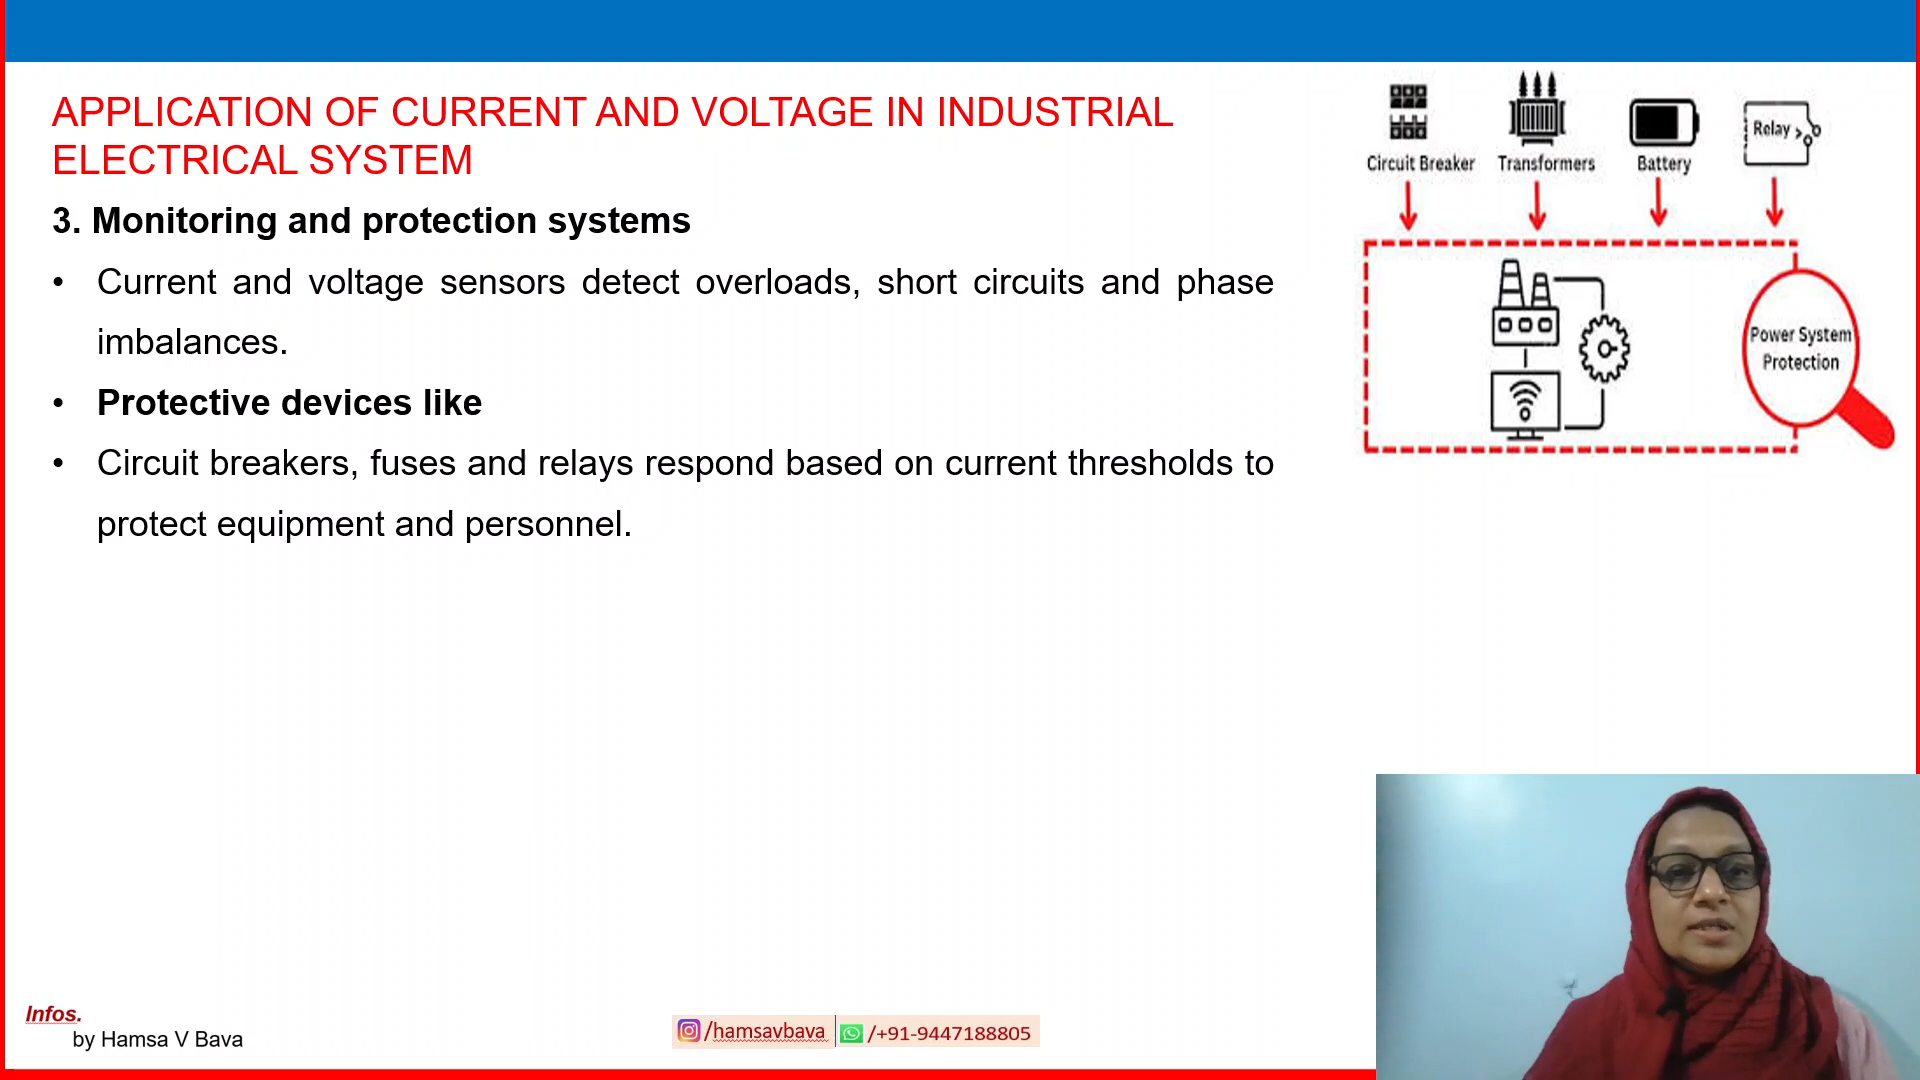 APPLICATION OF CURRENT AND VOLTAGE IN INDUSTRIAL
ELECTRICAL SYSTEM
3. Monitoring and protection systems
• Current and voltage sensors detect overloads, short circuits and phase
imbalances.
• Protective devices like
• Circuit breakers, fuses and relays respond based on current thresholds to
protect equipment and personnel.
Circuit Breaker
Transformers
Battery
Relay
Power System
Protection
Infos.
by Hamsa V Bava
/hamsavbava
/+91-9447188805